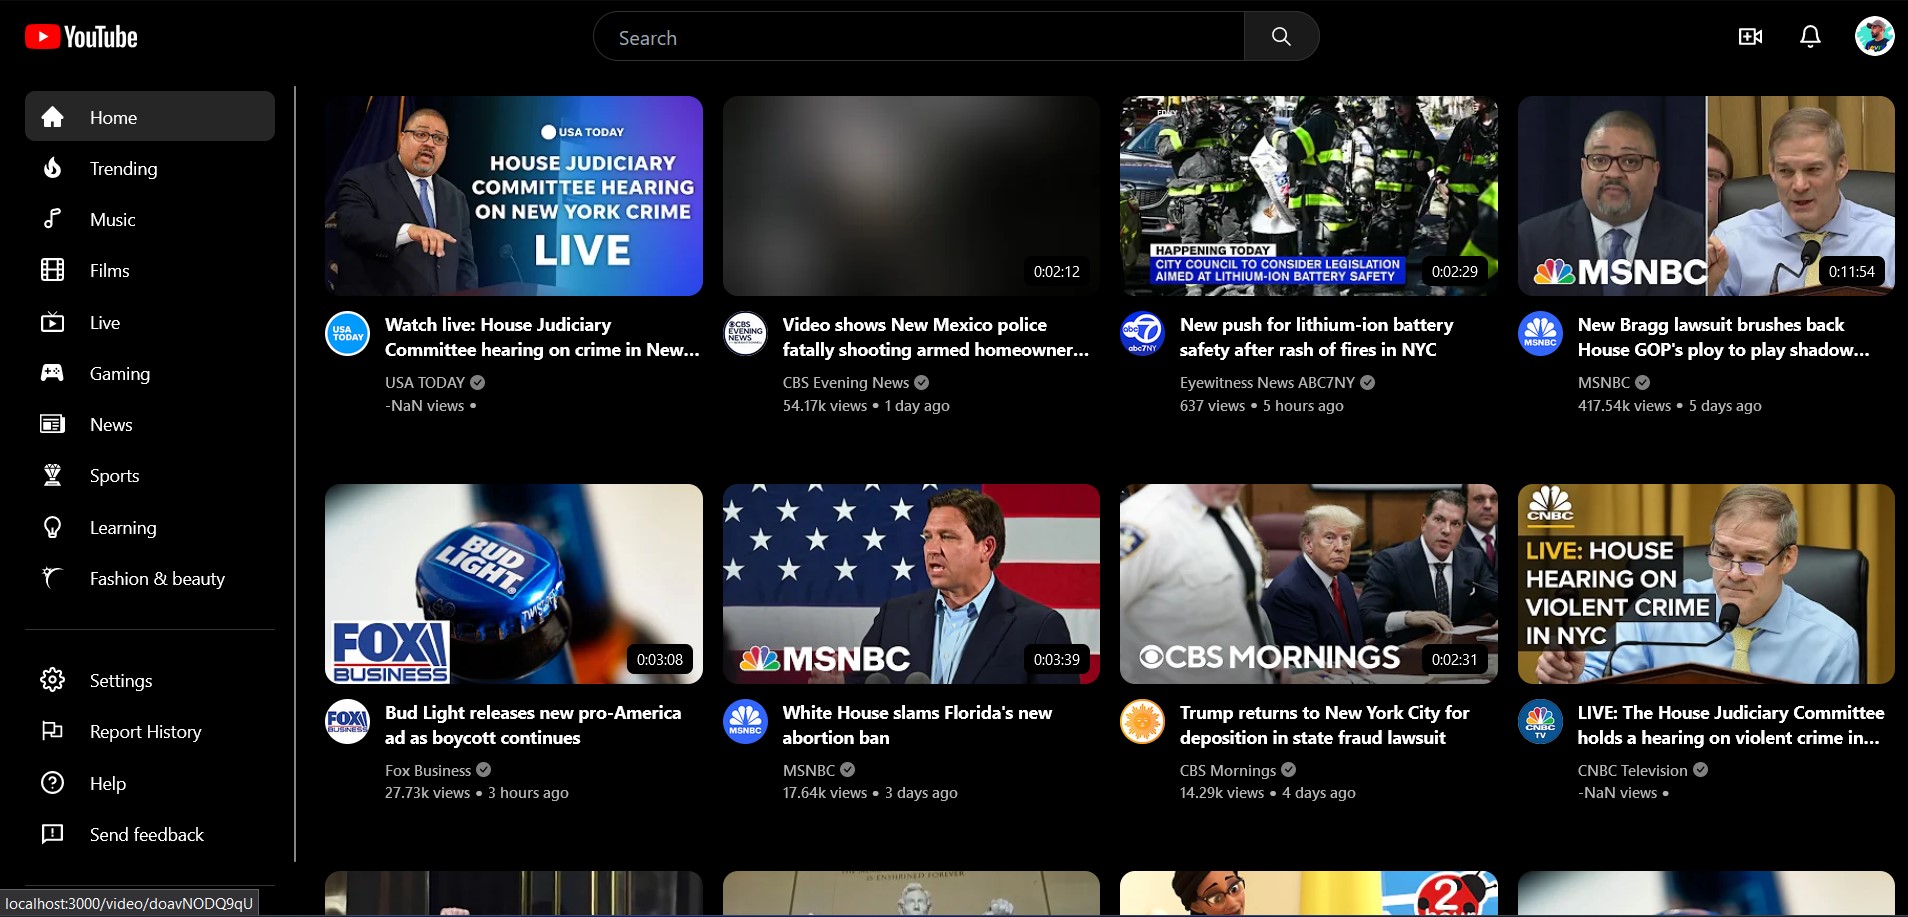 YouTube
Search
Home
Trending
Music
Films
Live
Gaming
News
Sports
Learning
Fashion & beauty
Settings
Report History
Help
Send feedback
localhost:3000/video/doavNODQ9qU
USA TODAY
HOUSE JUDICIARY
COMMITTEE HEARING
ON NEW YORK CRIME
LIVE
USA
TODAY
Watch live: House Judiciary
Committee hearing on crime in New...
USA TODAY
-NaN views •
0:02:12
CBS
EVENING
NEWS
Video shows New Mexico police
fatally shooting armed homeowner...
CBS Evening News
54.17k views • 1 day ago
FDNY
HAPPENING TODAY
CITY COUNCIL TO CONSIDER LEGISLATION
AIMED AT LITHIUM-ION BATTERY SAFETY
0:02:29
abc 7
abc7NY
New push for lithium-ion battery
safety after rash of fires in NYC
Eyewitness News ABC7NY
637 views • 5 hours ago
MSNBC
0:11:54
MSNBC
New Bragg lawsuit brushes back
House GOP's ploy to play shadow...
MSNBC
417.54k views • 5 days ago
BUD
LIGHT
TWIST OFF
FOX
BUSINESS
0:03:08
FOX
BUSINESS
Bud Light releases new pro-America
ad as boycott continues
Fox Business
27.73k views • 3 hours ago
MSNBC
0:03:39
MSNBC
White House slams Florida's new
abortion ban
MSNBC
17.64k views • 3 days ago
CBS MORNINGS
0:02:31
Trump returns to New York City for
deposition in state fraud lawsuit
CBS Mornings
14.29k views • 4 days ago
CNBC
LIVE: HOUSE
HEARING ON
VIOLENT CRIME
IN NYC
CNBC
TV
LIVE: The House Judiciary Committee
holds a hearing on violent crime in...
CNBC Television
-NaN views •
IS ENSHRINED FOREVER
2